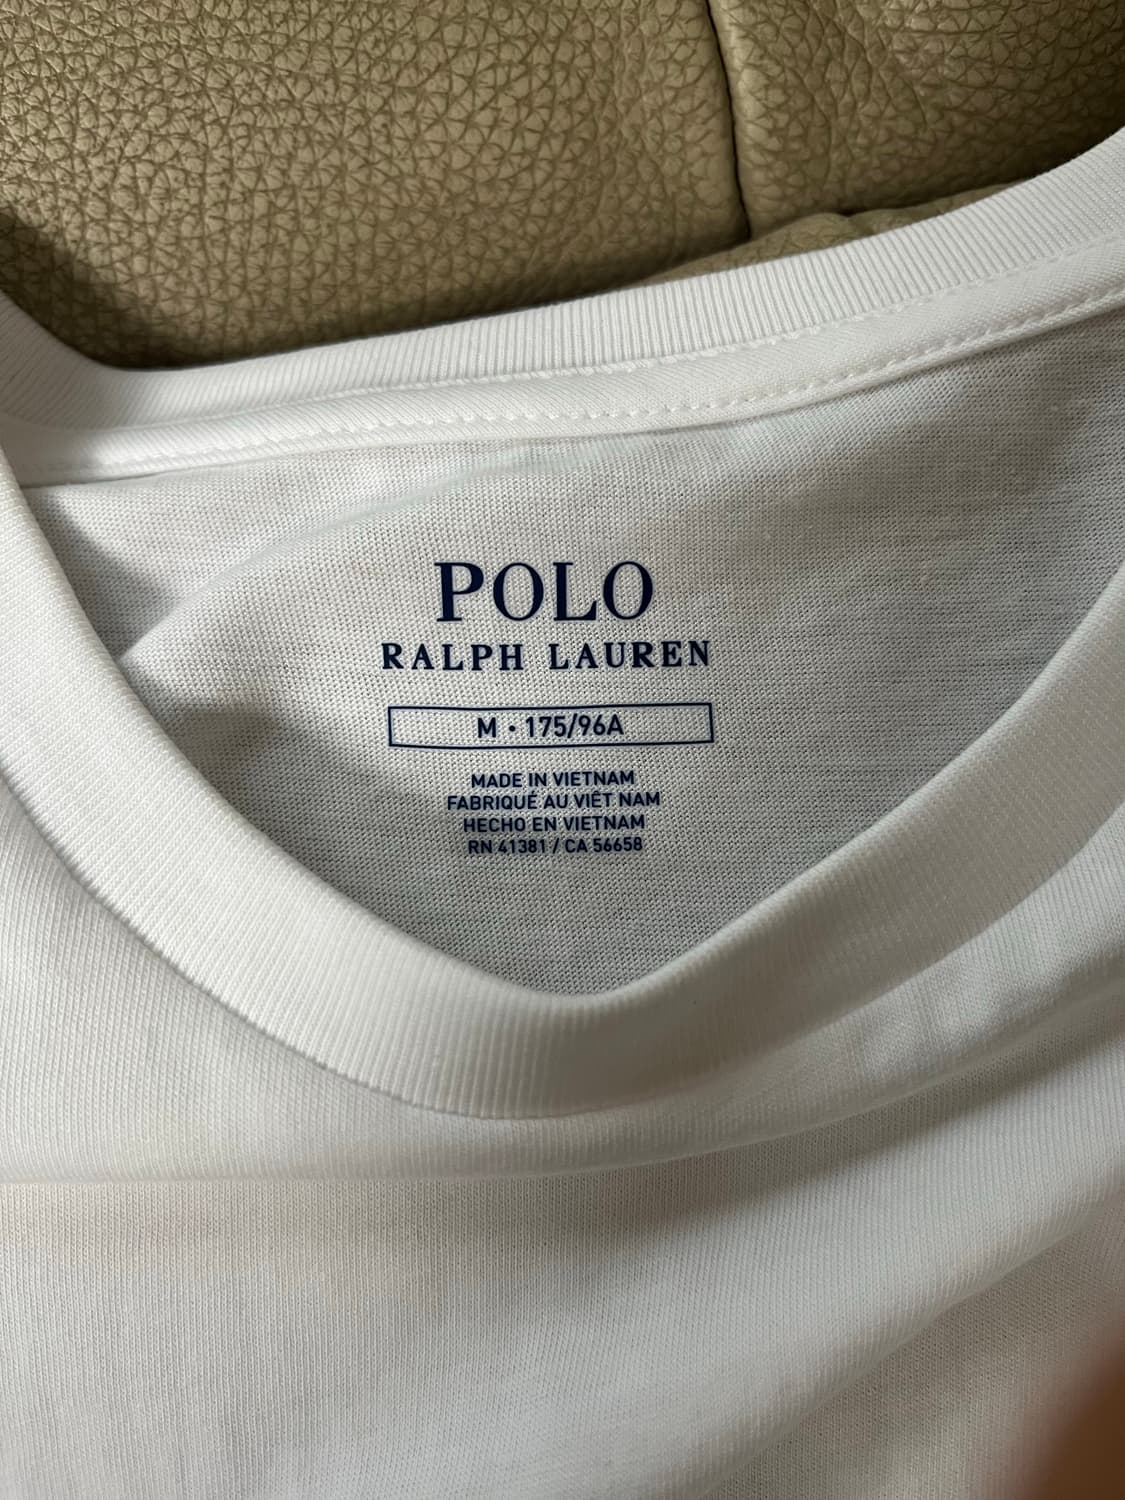 POLO
RALPH LAUREN
M · 175/96A
MADE IN VIETNAM
FABRIQUÉ AU VIÊT NAM
HECHO EN VIETNAM
RN 41381 / CA 56658